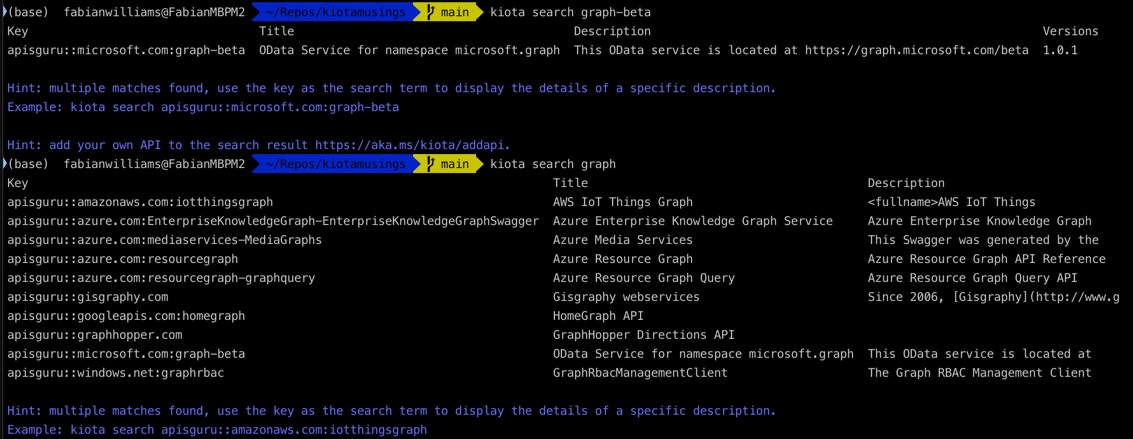 (base) fabianwilliams@FabianMBPM2 ~/Repos/kiotamusings main kiota search graph-beta
Key Title Description Versions
apisguru::microsoft.com:graph-beta OData Service for namespace microsoft.graph This OData service is located at https://graph.microsoft.com/beta 1.0.1
Hint: multiple matches found, use the key as the search term to display the details of a specific description.
Example: kiota search apisguru::microsoft.com:graph-beta
Hint: add your own API to the search result https://aka.ms/kiota/addapi.
(base) fabianwilliams@FabianMBPM2 ~/Repos/kiotamusings main kiota search graph
Key Title Description
apisguru::amazonaws.com:iotthingsgraph AWS IoT Things Graph <fullname>AWS IoT Things
apisguru::azure.com:EnterpriseKnowledgeGraph-EnterpriseKnowledgeGraphSwagger Azure Enterprise Knowledge Graph Service Azure Enterprise Knowledge Graph
apisguru::azure.com:mediaservices-MediaGraphs Azure Media Services This Swagger was generated by the
apisguru::azure.com:resourcegraph Azure Resource Graph Azure Resource Graph API Reference
apisguru::azure.com:resourcegraph-graphquery Azure Resource Graph Query Azure Resource Graph Query API
apisguru::gisgraphy.com Gisgraphy webservices Since 2006, [Gisgraphy](http://www.g
apisguru::googleapis.com:homegraph HomeGraph API
apisguru::graphhopper.com GraphHopper Directions API
apisguru::microsoft.com:graph-beta OData Service for namespace microsoft.graph This OData service is located at
apisguru::windows.net:graphrbac GraphRbacManagementClient The Graph RBAC Management Client
Hint: multiple matches found, use the key as the search term to display the details of a specific description.
Example: kiota search apisguru::amazonaws.com:iotthingsgraph